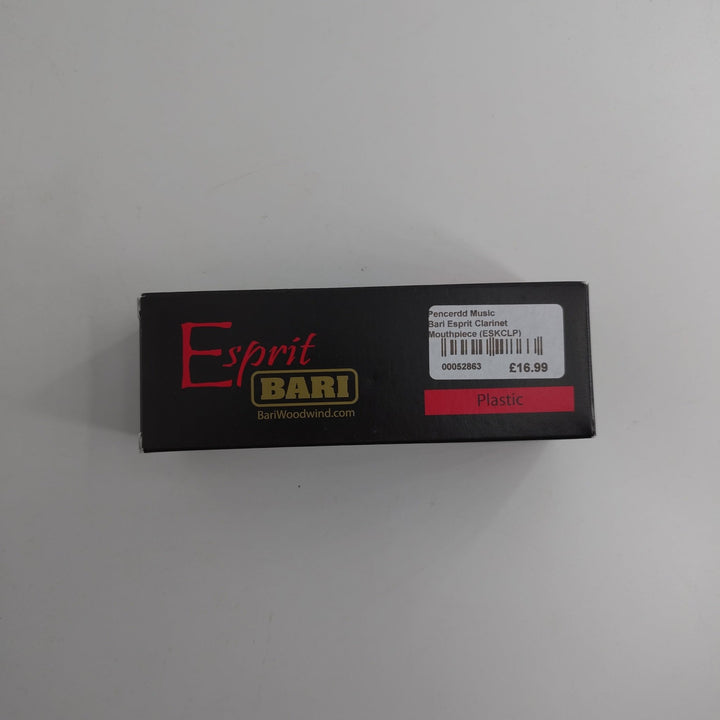 Esprit
BARI
BariWoodwind.com
Pencerdd Music
Bari Esprit Clarinet
Mouthpiece (ESKCLP)
00052863 £16.99
Plastic